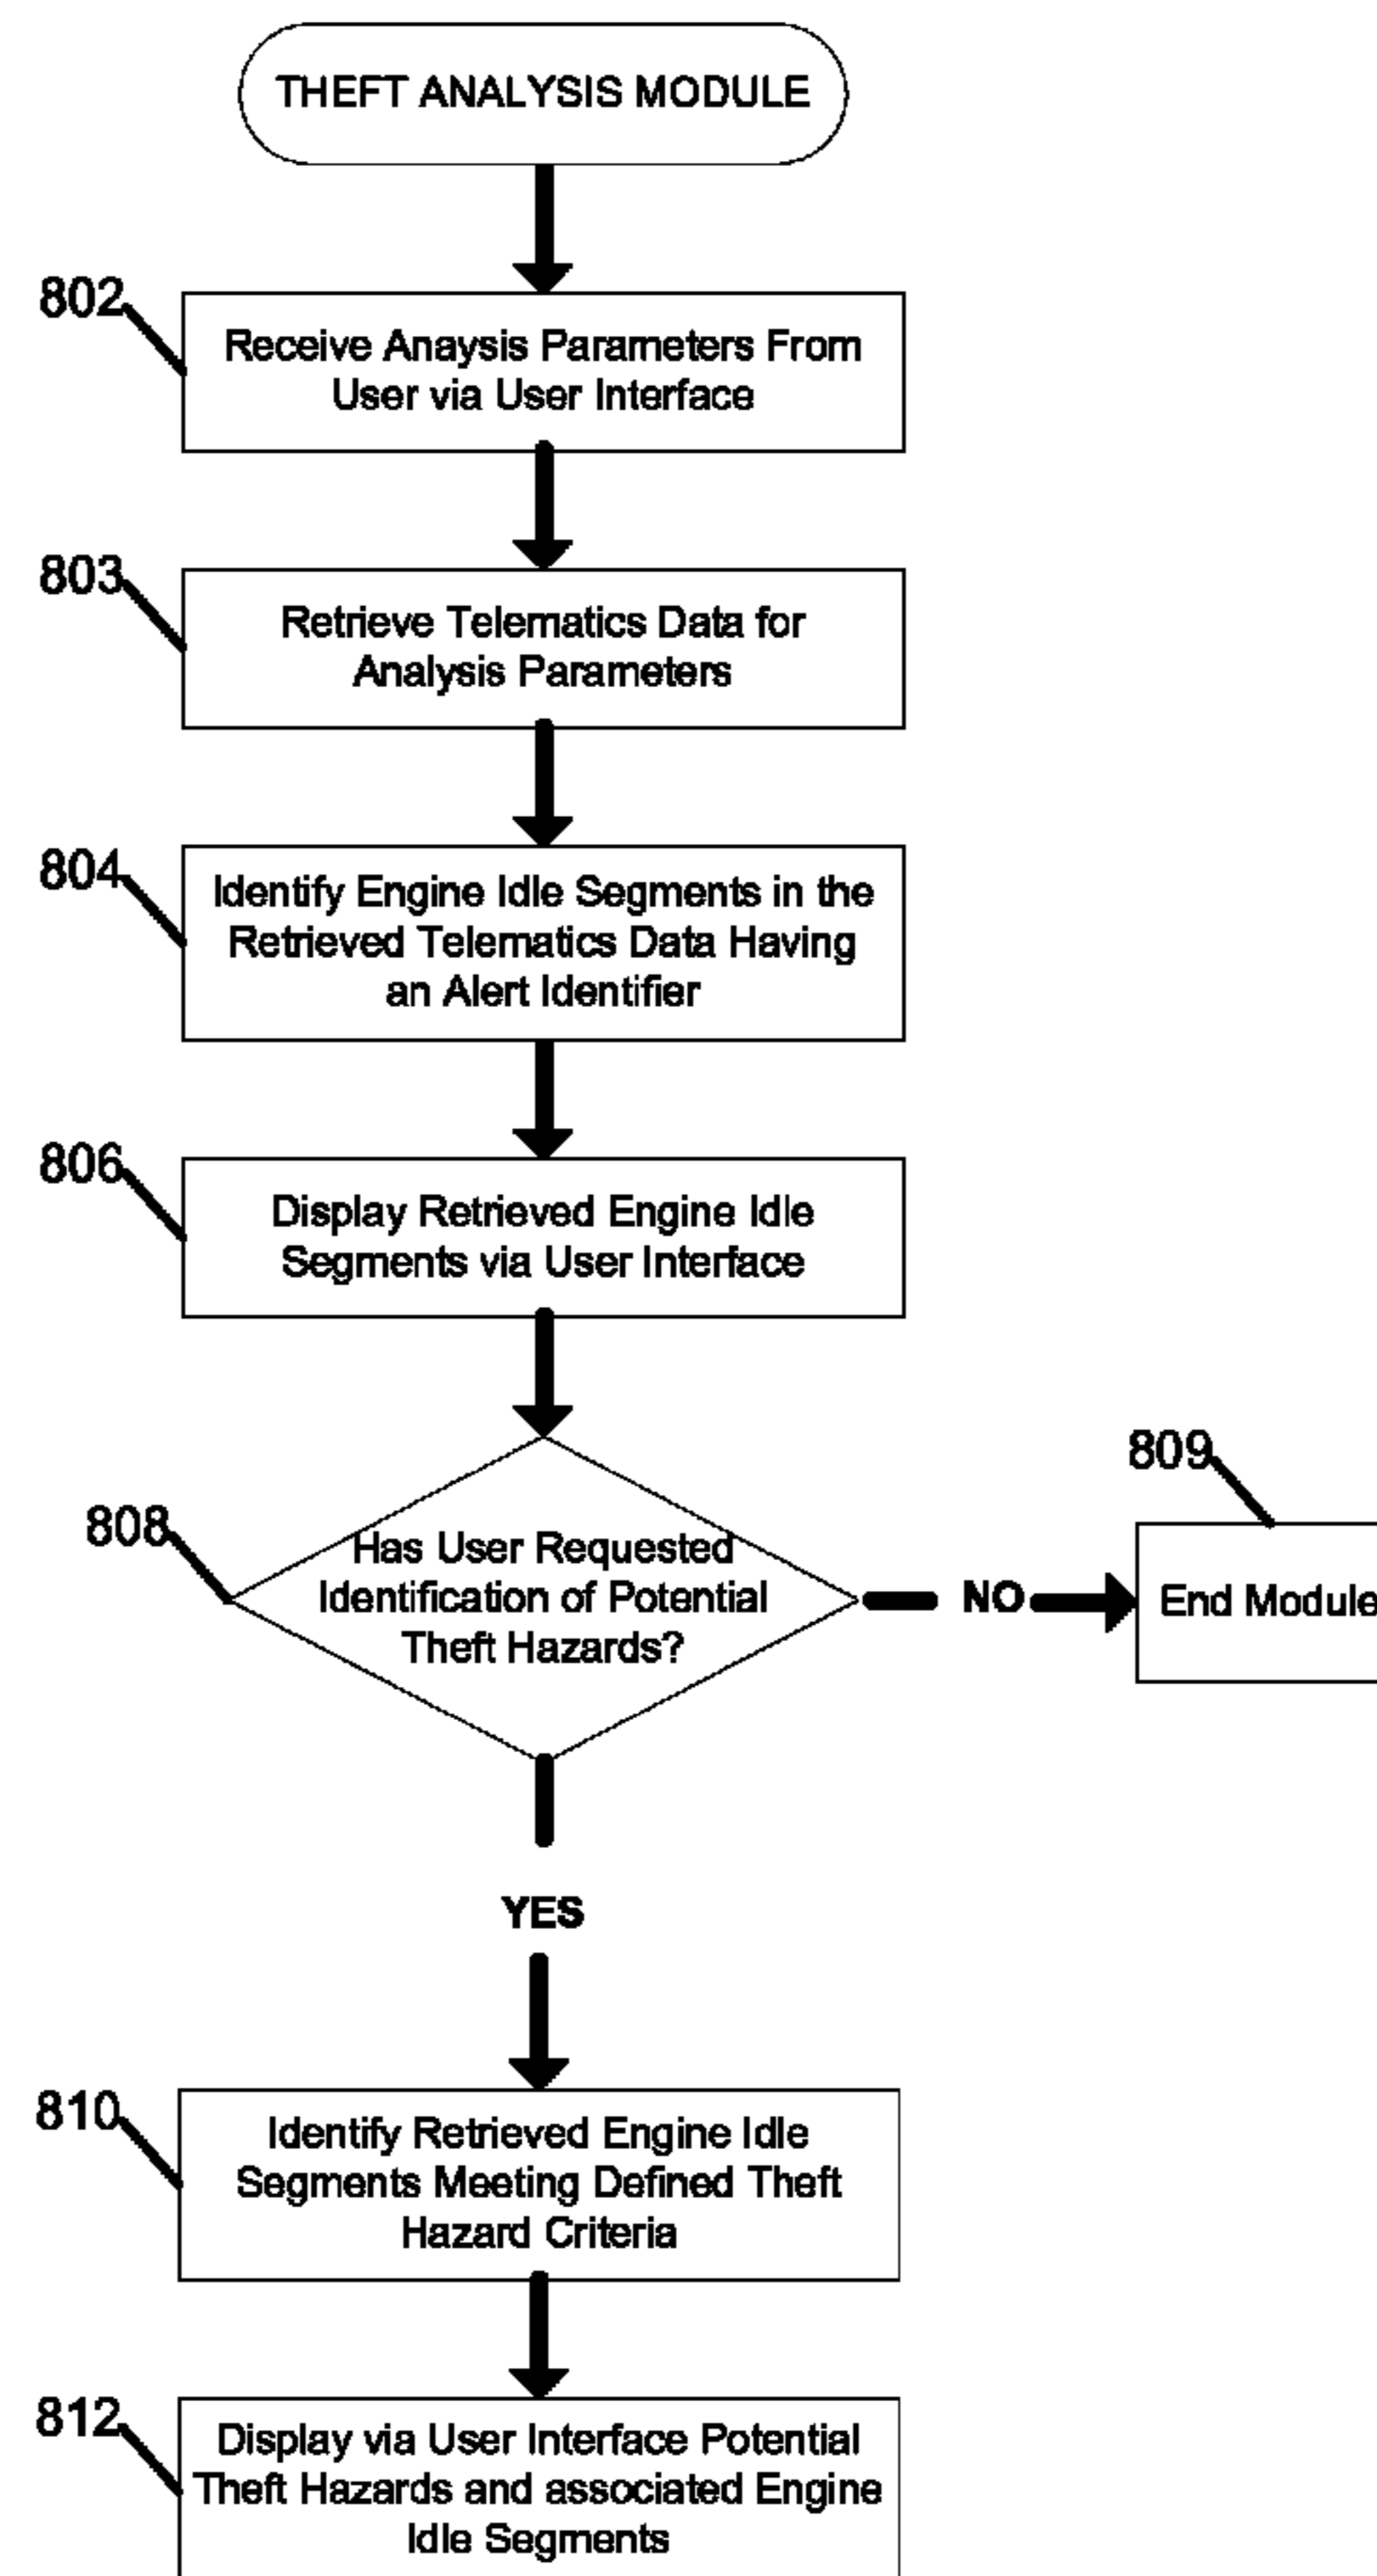 THEFT ANALYSIS MODULE
802
Receive Anaysis Parameters From
User via User Interface
803
Retrieve Telematics Data for
Analysis Parameters
804
Identify Engine Idle Segments in the
Retrieved Telematics Data Having
an Alert Identifier
806
Display Retrieved Engine Idle
Segments via User Interface
808
Has User Requested
Identification of Potential
Theft Hazards?
NO
809
End Module
YES
810
Identify Retrieved Engine Idle
Segments Meeting Defined Theft
Hazard Criteria
812
Display via User Interface Potential
Theft Hazards and associated Engine
Idle Segments